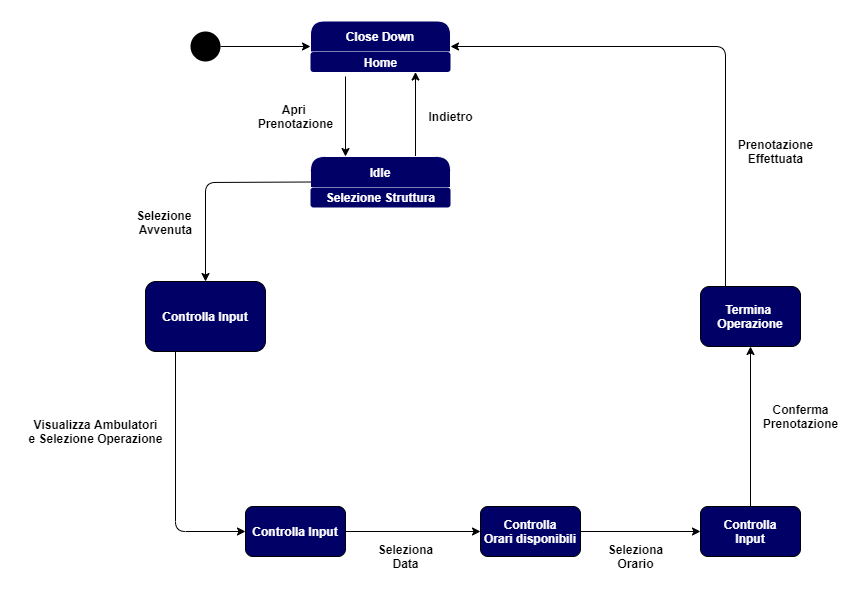 Close Down
Home
Apri
Prenotazione
Indietro
Prenotazione
Effettuata
Idle
Selezione Struttura
Selezione
Avvenuta
Controlla Input
Termina
Operazione
Visualizza Ambulatori
e Selezione Operazione
Conferma
Prenotazione
Controlla Input
Seleziona
Data
Controlla
Orari disponibili
Seleziona
Orario
Controlla
Input